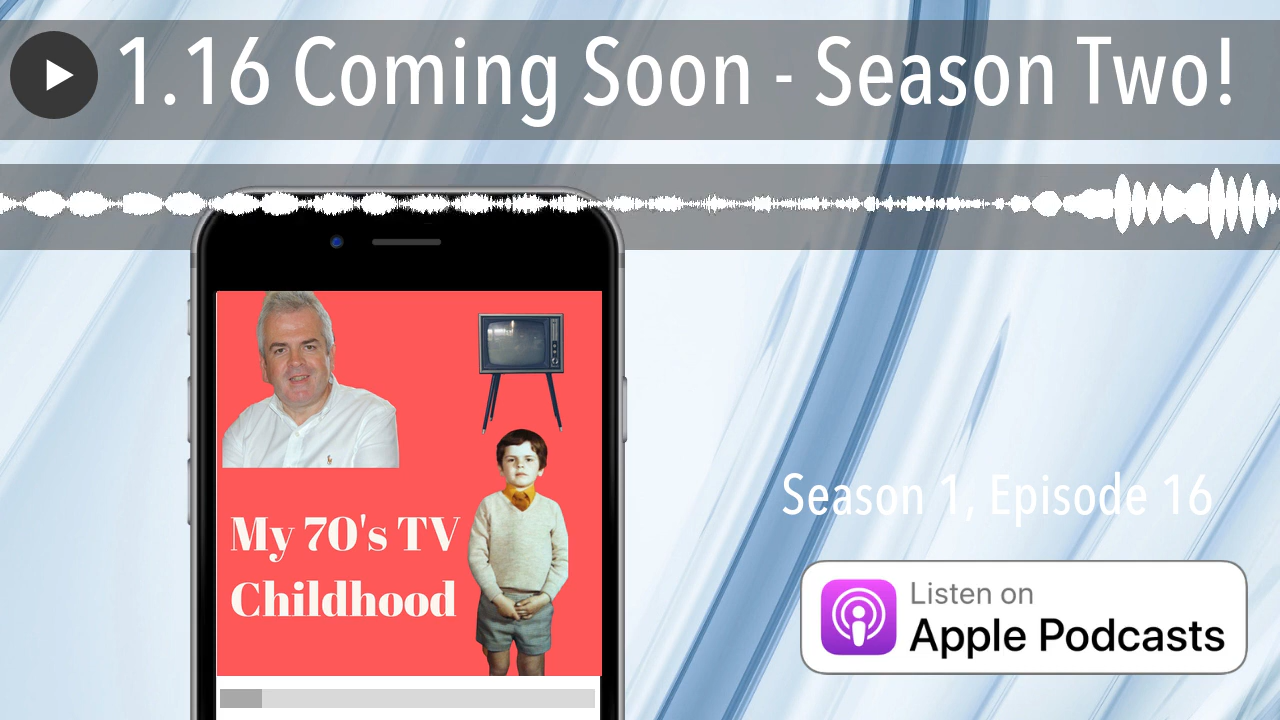 1.16 Coming Soon - Season Two!
My 70's TV
Childhood
Season 1, Episode 16
Listen on
Apple Podcasts